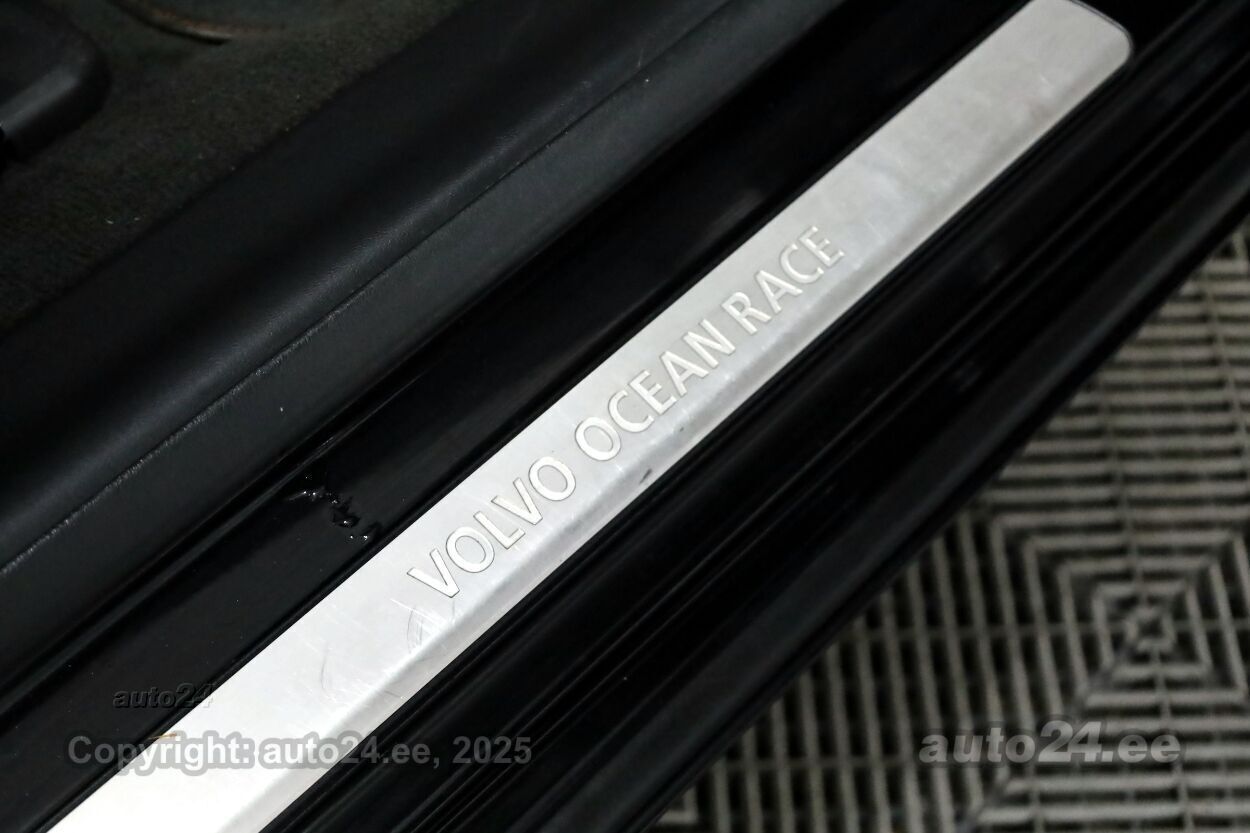 VOLVO OCEAN RACE
auto24
Copyright: auto24.ee, 2025
auto24.ee